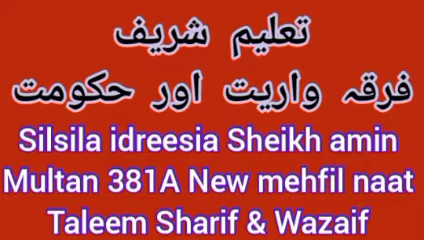 تعلیم شریف
فرقہ واریت اور حکومت
Silsila idreesia Sheikh amin
Multan 381A New mehfil naat
Taleem Sharif & Wazaif